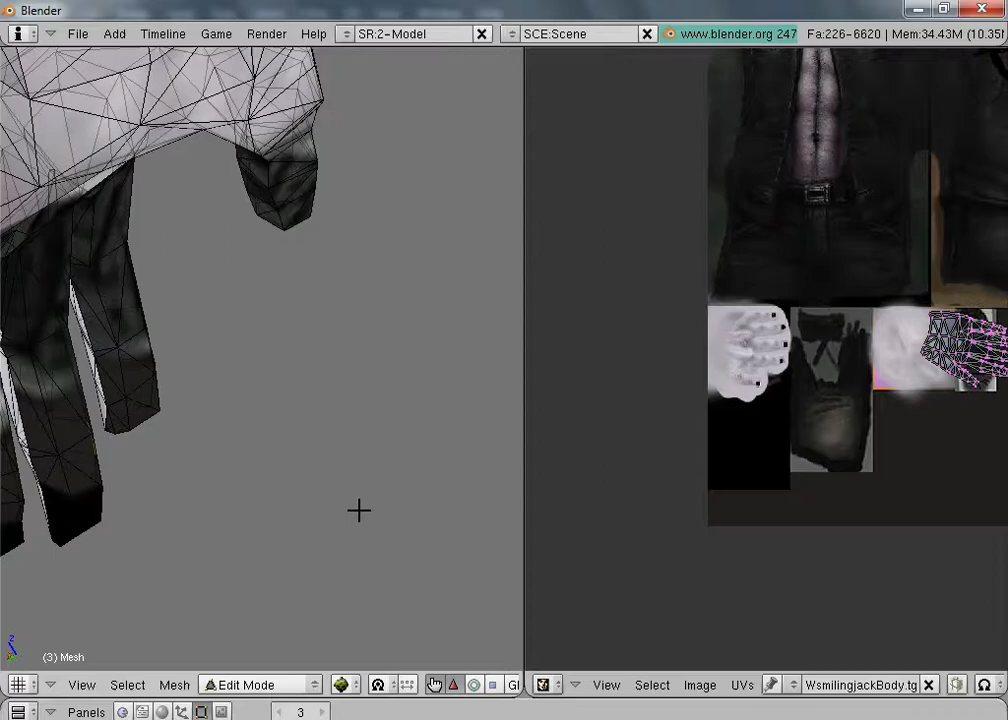 Blender
File Add Timeline Game Render Help SR:2-Model SCE:Scene www.blender.org 247 Fa:226-6620 | Mem:34.43M (10.35M
z
(3) Mesh
View Select Mesh Edit Mode Gl View Select Image UVs WsmilingjackBody.tg
Panels 3